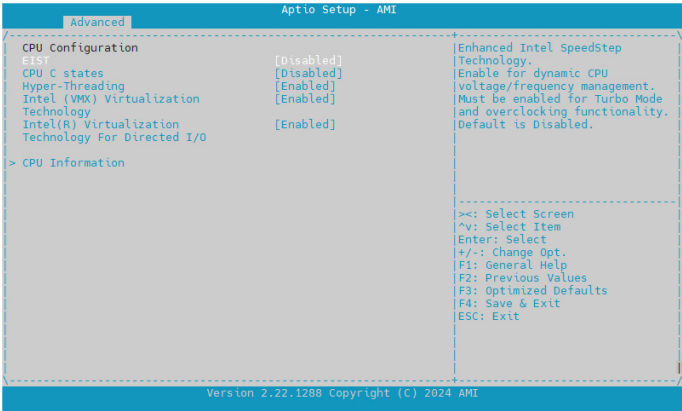 Aptio Setup - AMI
Advanced
CPU Configuration
EIST [Disabled]
CPU C states [Disabled]
Hyper-Threading [Enabled]
Intel (VMX) Virtualization [Enabled]
Technology
Intel(R) Virtualization [Enabled]
Technology For Directed I/O
> CPU Information
Enhanced Intel SpeedStep
Technology.
Enable for dynamic CPU
voltage/frequency management.
Must be enabled for Turbo Mode
and overclocking functionality.
Default is Disabled.
><: Select Screen
^v: Select Item
Enter: Select
+/-: Change Opt.
F1: General Help
F2: Previous Values
F3: Optimized Defaults
F4: Save & Exit
ESC: Exit
Version 2.22.1288 Copyright (C) 2024 AMI